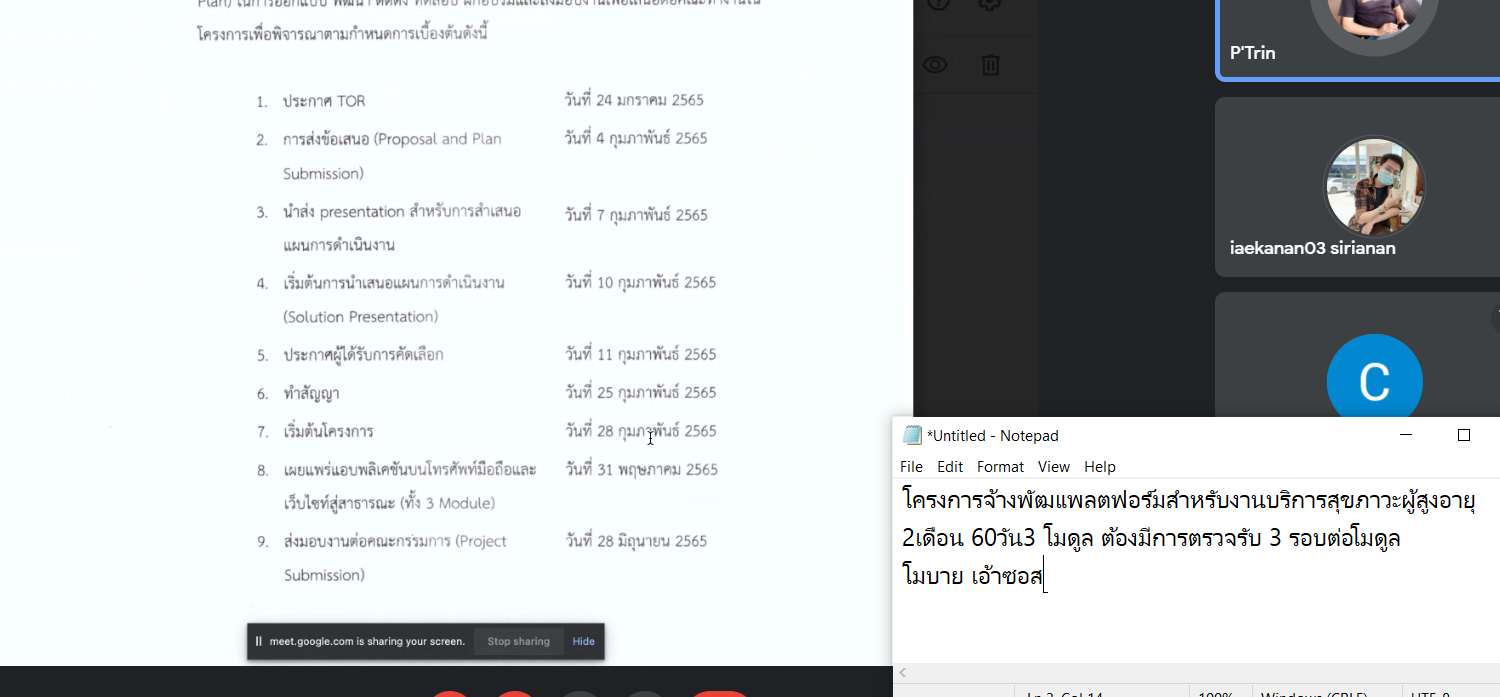 โครงการเพื่อพิจารณาตามกำหนดการเบื้องต้นดังนี้
1. ประกาศ TOR วันที่ 24 มกราคม 2565
2. การส่งข้อเสนอ (Proposal and Plan วันที่ 4 กุมภาพันธ์ 2565
Submission)
3. นำส่ง presentation สำหรับการสำเสนอ วันที่ 7 กุมภาพันธ์ 2565
แผนการดำเนินงาน
4. เริ่มต้นการนำเสนอแผนการดำเนินงาน วันที่ 10 กุมภาพันธ์ 2565
(Solution Presentation)
5. ประกาศผู้ได้รับการคัดเลือก วันที่ 11 กุมภาพันธ์ 2565
6. ทำสัญญา วันที่ 25 กุมภาพันธ์ 2565
7. เริ่มต้นโครงการ วันที่ 28 กุมภาพันธ์ 2565
8. เผยแพร่แอบพลิเคชันบนโทรศัพท์มือถือและ วันที่ 31 พฤษภาคม 2565
เว็บไซท์สู่สาธารณะ (ทั้ง 3 Module)
9. ส่งมอบงานต่อคณะกรรมการ (Project วันที่ 28 มิถุนายน 2565
Submission)
meet.google.com is sharing your screen. Stop sharing Hide
P'Trin
iaekanan03 sirianan
C
*Untitled - Notepad
File Edit Format View Help
โครงการจ้างพัฒแพลตฟอร์มสำหรับงานบริการสุขภาวะผู้สูงอายุ
2เดือน 60วัน3 โมดูล ต้องมีการตรวจรับ 3 รอบต่อโมดูล
โมบาย เอ้าซอส